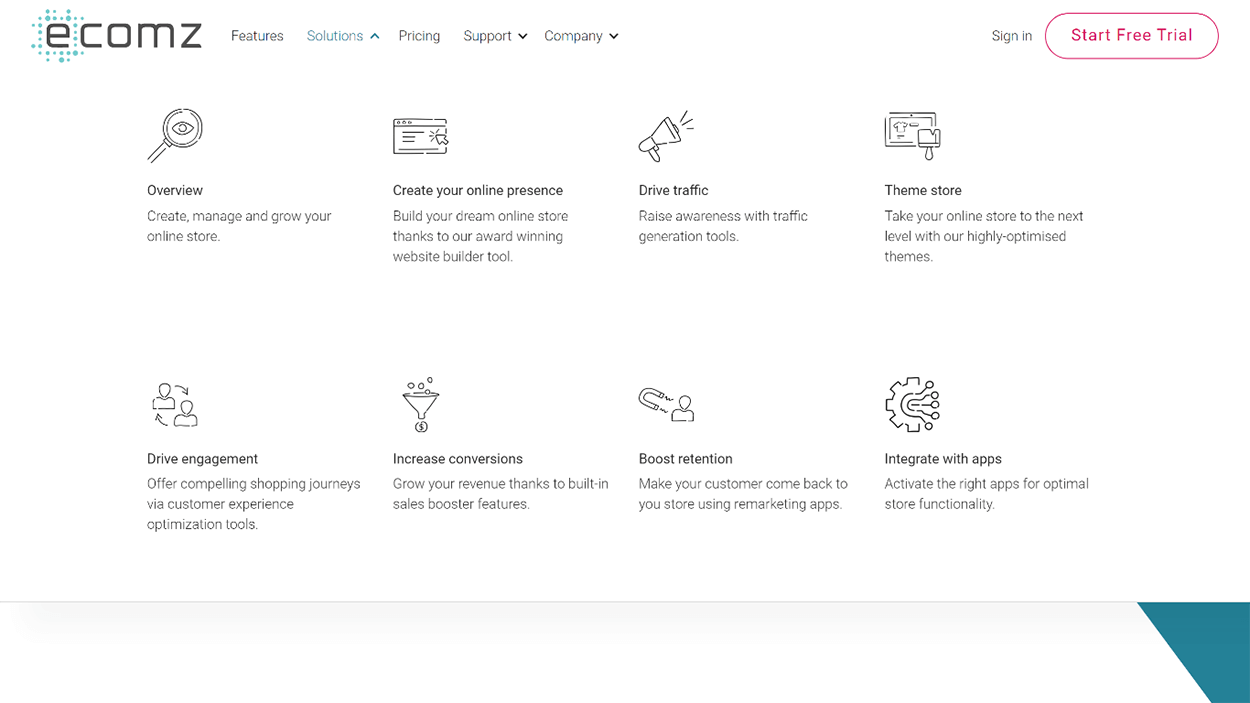 ecomz
Features Solutions Pricing Support Company Sign in Start Free Trial
Overview
Create, manage and grow your
online store.
Create your online presence
Build your dream online store
thanks to our award winning
website builder tool.
Drive traffic
Raise awareness with traffic
generation tools.
Theme store
Take your online store to the next
level with our highly-optimised
themes.
Drive engagement
Offer compelling shopping journeys
via customer experience
optimization tools.
Increase conversions
Grow your revenue thanks to built-in
sales booster features.
Boost retention
Make your customer come back to
you store using remarketing apps.
Integrate with apps
Activate the right apps for optimal
store functionality.